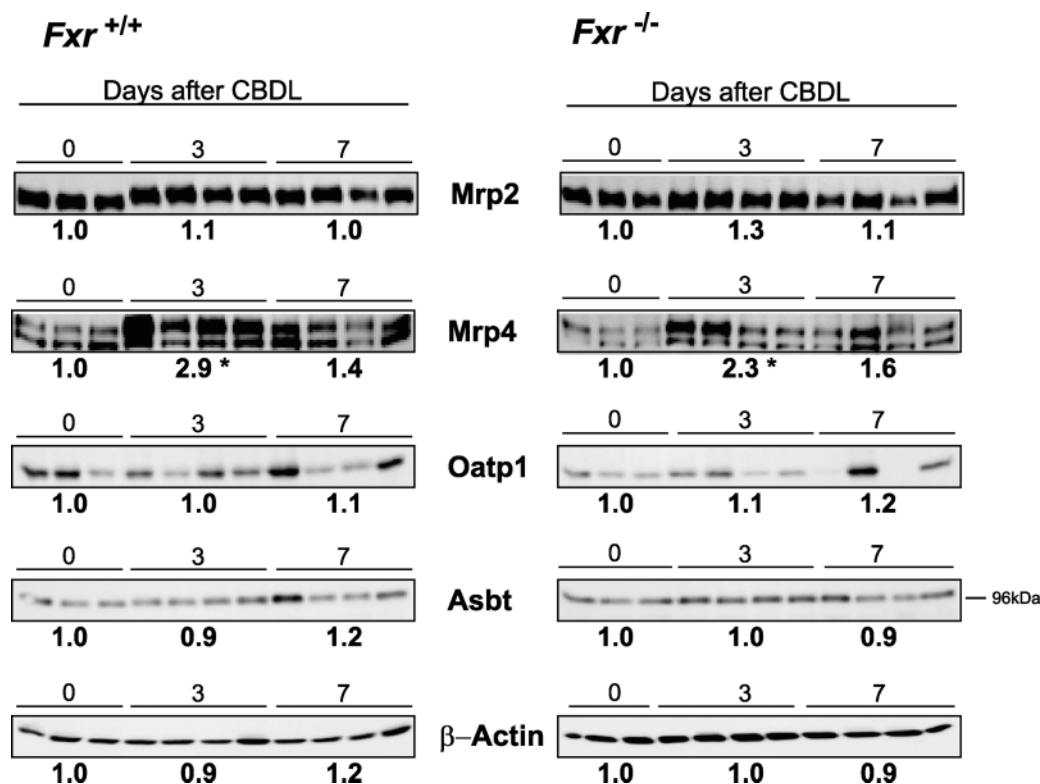 Fxr +/+
Fxr -/-
Days after CBDL
Days after CBDL
0 3 7
0 3 7
Mrp2
1.0 1.1 1.0
1.0 1.3 1.1
0 3 7
0 3 7
Mrp4
1.0 2.9 * 1.4
1.0 2.3 * 1.6
0 3 7
0 3 7
Oatp1
1.0 1.0 1.1
1.0 1.1 1.2
0 3 7
0 3 7
Asbt
96kDa
1.0 0.9 1.2
1.0 1.0 0.9
0 3 7
0 3 7
β–Actin
1.0 0.9 1.2
1.0 1.0 0.9